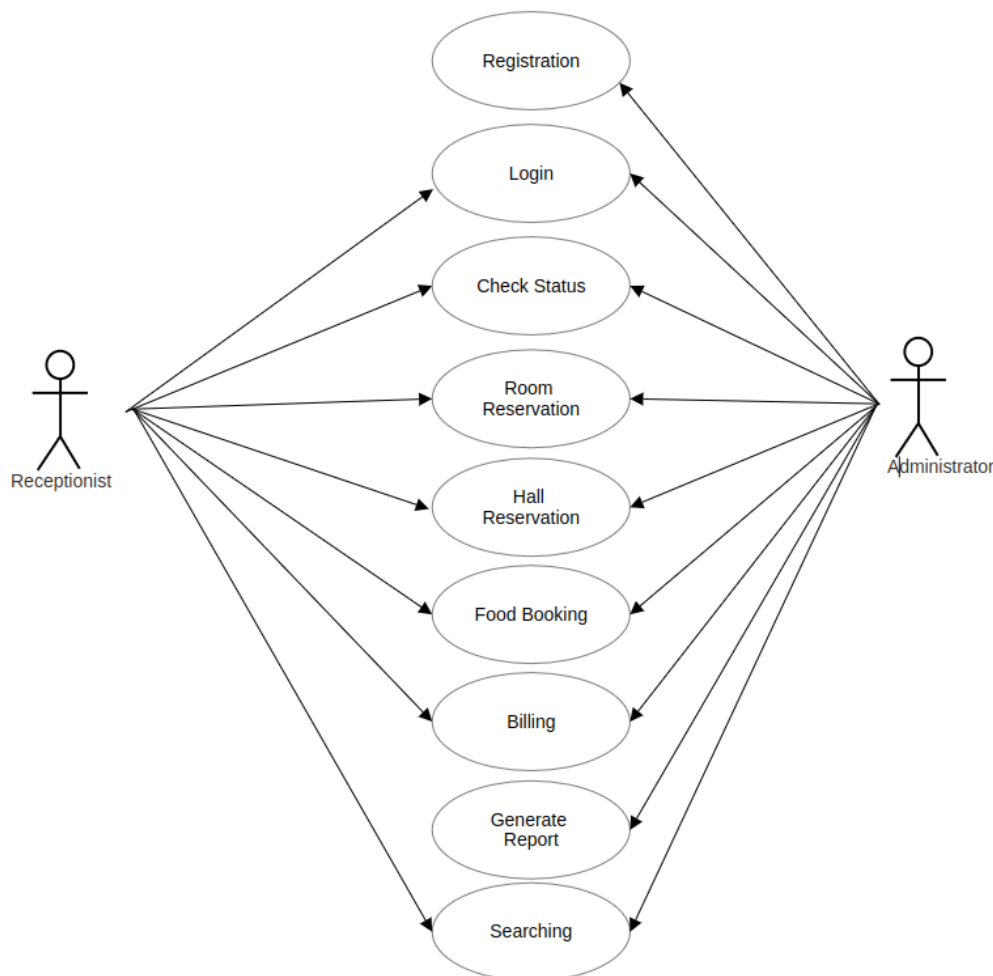 Registration
Login
Check Status
Room
Reservation
Hall
Reservation
Receptionist
Administrator
Food Booking
Billing
Generate
Report
Searching